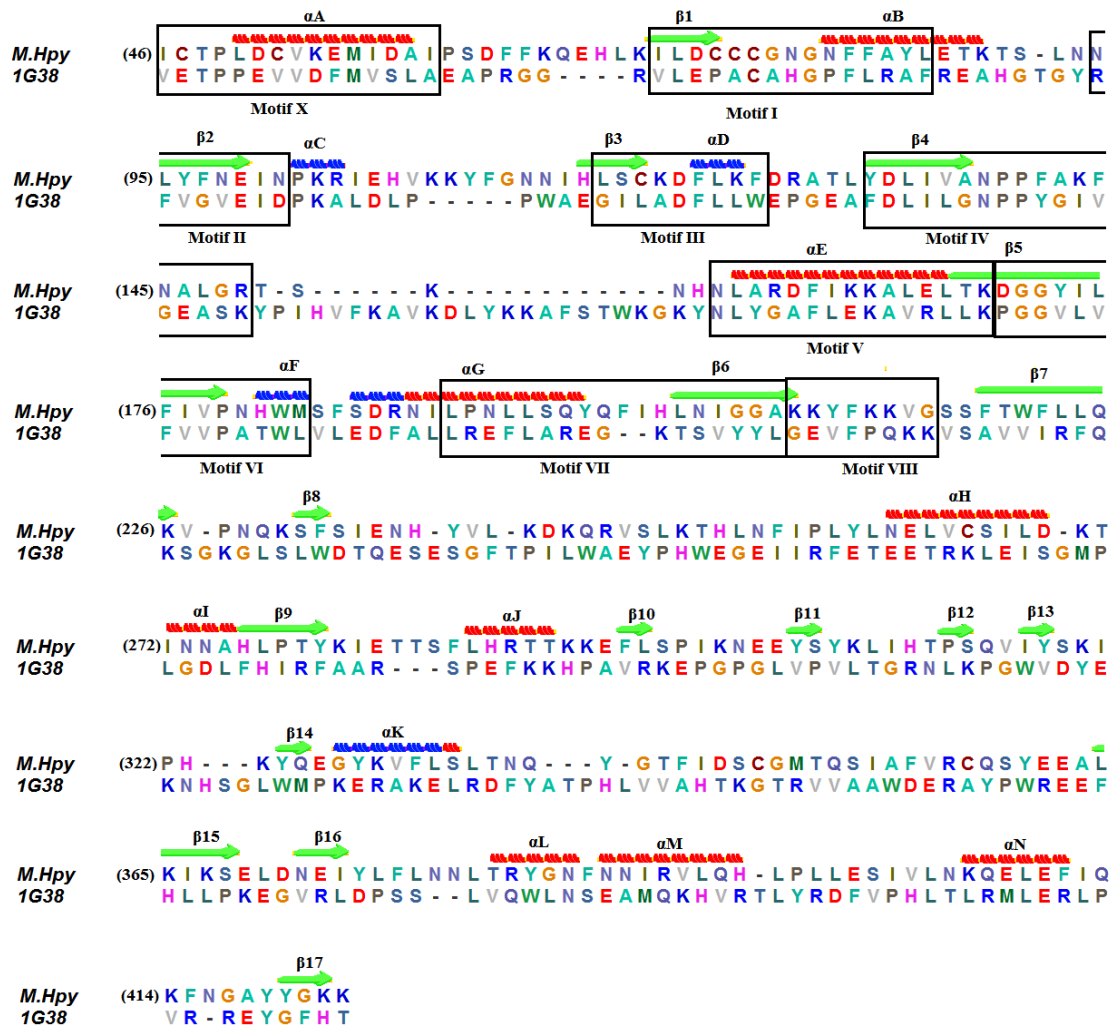 αA β1 αB
M.Hpy (46) I C T P L D C V K E M I D A I P S D F F K Q E H L K I L D C C C G N G N F F A Y L E T K T S - L N N
1G38 V E T P P E V V D F M V S L A E A P R G G - - - - R V L E P A C A H G P F L R A F R E A H G T G Y R
Motif X Motif I
β2 αC β3 αD β4
M.Hpy (95) L Y F N E I N P K R I E H V K K Y F G N N I H L S C K D F L K F D R A T L Y D L I V A N P P F A K F
1G38 F V G V E I D P K A L D L P - - - - - P W A E G I L A D F L L W E P G E A F D L I L G N P P Y G I V
Motif II Motif III Motif IV
αE β5
M.Hpy (145) N A L G R T - S - - - - - - K - - - - - - - - - - - - N H N L A R D F I K K A L E L T K D G G Y I L
1G38 G E A S K Y P I H V F K A V K D L Y K K A F S T W K G K Y N L Y G A F L E K A V R L L K P G G V L V
Motif V
αF αG β6 β7
M.Hpy (176) F I V P N H W M S F S D R N I L P N L L S Q Y Q F I H L N I G G A K K Y F K K V G S S F T W F L L Q
1G38 F V V P A T W L V L E D F A L L R E F L A R E G - - K T S V Y Y L G E V F P Q K K V S A V V I R F Q
Motif VI Motif VII Motif VIII
β8 αH
M.Hpy (226) K V - P N Q K S F S I E N H - Y V L - K D K Q R V S L K T H L N F I P L Y L N E L V C S I L D - K T
1G38 K S G K G L S L W D T Q E S E S G F T P I L W A E Y P H W E G E I I R F E T E E T R K L E I S G M P
αI β9 αJ β10 β11 β12 β13
M.Hpy (272) I N N A H L P T Y K I E T T S F L H R T T K K E F L S P I K N E E Y S Y K L I H T P S Q V I Y S K I
1G38 L G D L F H I R F A A R - - - S P E F K K H P A V R K E P G P G L V P V L T G R N L K P G W V D Y E
β14 αK
M.Hpy (322) P H - - - K Y Q E G Y K V F L S L T N Q - - - Y - G T F I D S C G M T Q S I A F V R C Q S Y E E A L
1G38 K N H S G L W M P K E R A K E L R D F Y A T P H L V V A H T K G T R V V A A W D E R A Y P W R E E F
β15 β16 αL αM αN
M.Hpy (365) K I K S E L D N E I Y L F L N N L T R Y G N F N N I R V L Q H - L P L L E S I V L N K Q E L E F I Q
1G38 H L L P K E G V R L D P S S - - L V Q W L N S E A M Q K H V R T L Y R D F V P H L T L R M L E R L P
β17
M.Hpy (414) K F N G A Y Y G K K
1G38 V R - R E Y G F H T